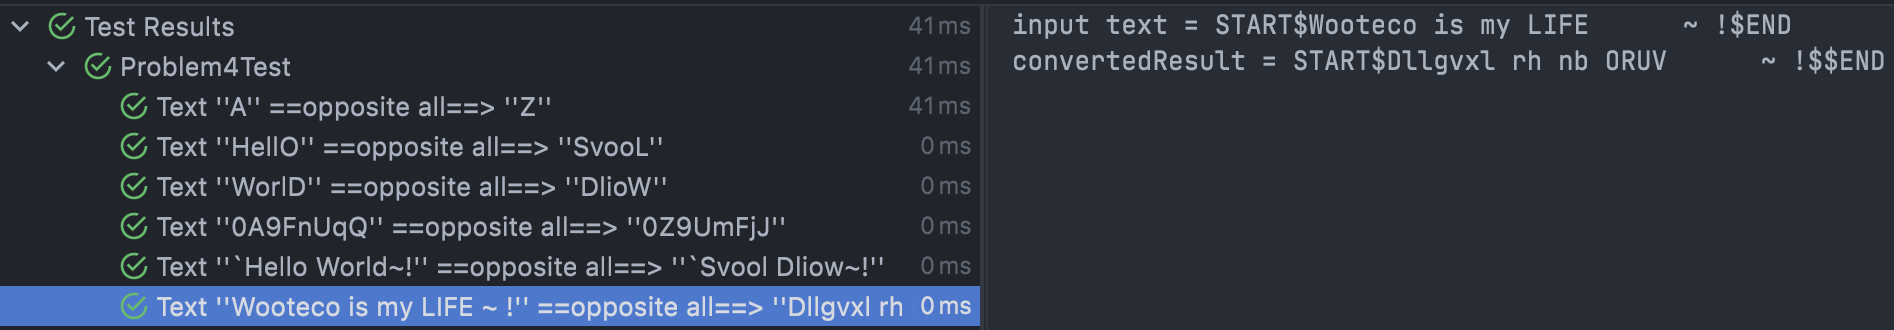 Test Results 41 ms
Problem4Test 41 ms
Text ''A'' ==opposite all==> ''Z'' 41 ms
Text ''HellO'' ==opposite all==> ''SvooL'' 0 ms
Text ''WorlD'' ==opposite all==> ''DlioW'' 0 ms
Text ''0A9FnUqQ'' ==opposite all==> ''0Z9UmFjJ'' 0 ms
Text ''`Hello World~!'' ==opposite all==> ''`Svool Dliow~!'' 0 ms
Text ''Wooteco is my LIFE ~ !'' ==opposite all==> ''Dllgvxl rh 0 ms
input text = START$Wooteco is my LIFE      ~ !$END
convertedResult = START$Dllgvxl rh nb ORUV      ~ !$$END